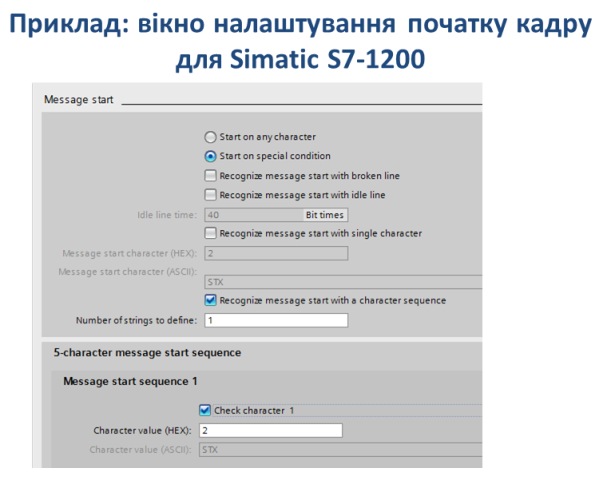 Приклад: вікно налаштування початку кадру
для Simatic S7-1200
Message start
Start on any character
Start on special condition
Recognize message start with broken line
Recognize message start with idle line
Idle line time: 40 Bit times
Recognize message start with single character
Message start character (HEX): 2
Message start character (ASCII):
STX
Recognize message start with a character sequence
Number of strings to define: 1
5-character message start sequence
Message start sequence 1
Check character 1
Character value (HEX): 2
Character value (ASCII): STX